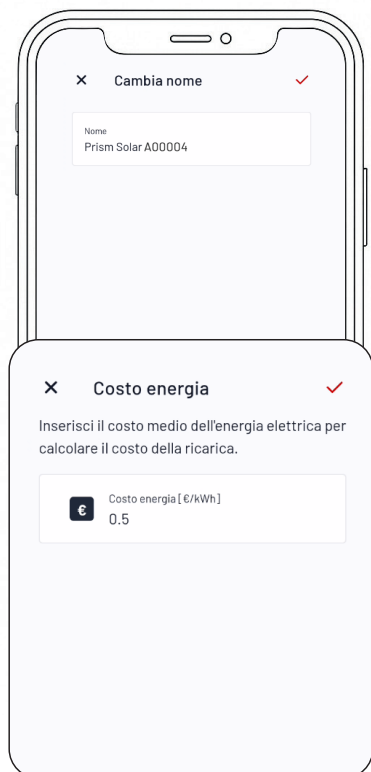 Cambia nome
Nome
Prism Solar A00004
Costo energia
Inserisci il costo medio dell'energia elettrica per
calcolare il costo della ricarica.
€
Costo energia [€/kWh]
0.5